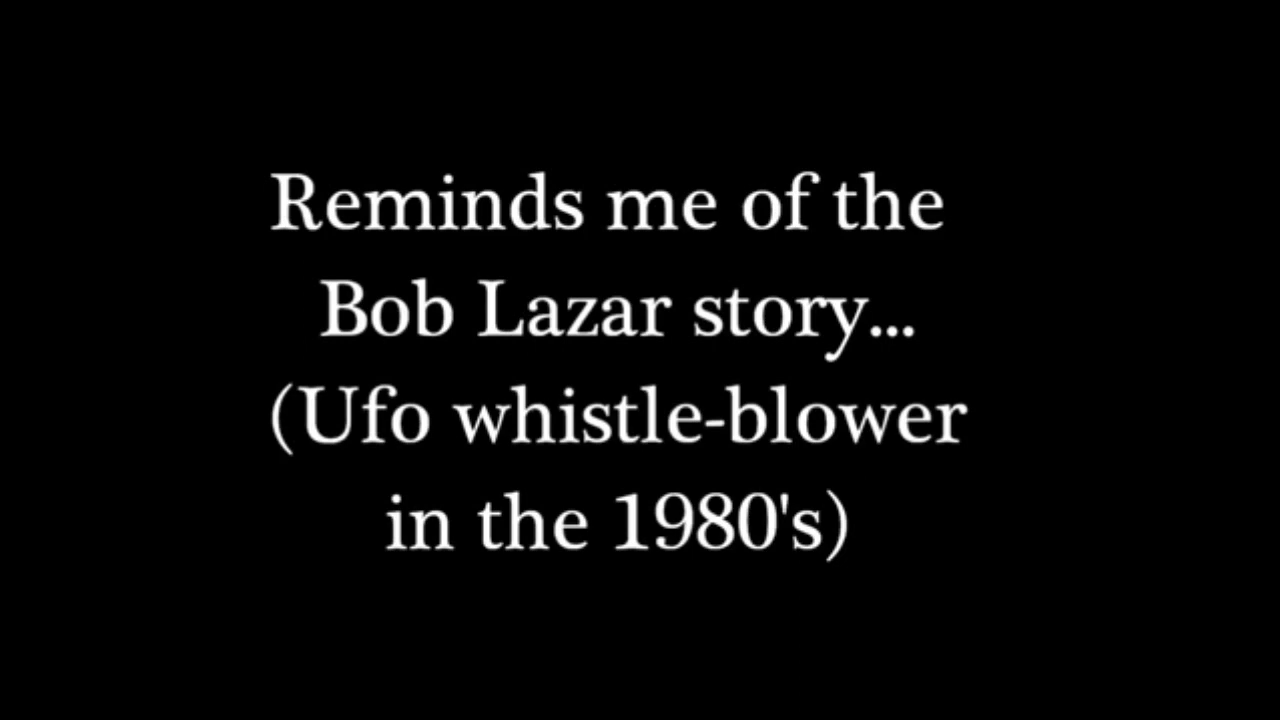 Reminds me of the
Bob Lazar story...
(Ufo whistle-blower
in the 1980's)